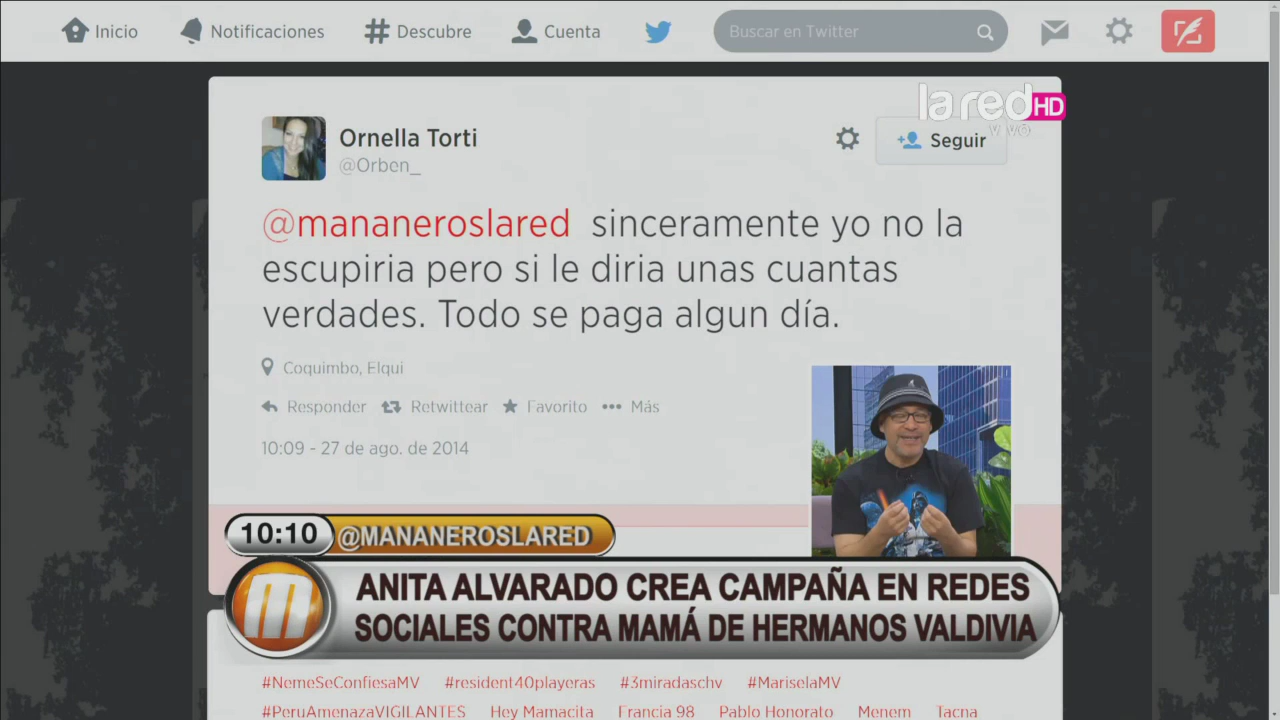 Inicio
Notificaciones
Descubre
Cuenta
Buscar en Twitter
la red HD
VIVO
Ornella Torti
@Orben_
Seguir
@mananeroslared sinceramente yo no la
escupiria pero si le diria unas cuantas
verdades. Todo se paga algun día.
Coquimbo, Elqui
Responder Retwittear Favorito Más
10:09 - 27 de ago. de 2014
10:10 @MANANEROSLARED
m
ANITA ALVARADO CREA CAMPAÑA EN REDES
SOCIALES CONTRA MAMÁ DE HERMANOS VALDIVIA
#NemeSeConfiesaMV #resident40playeras #3miradaschv #MariselaMV
#PeruAmenazaVIGILANTES Hey Mamacita Francia 98 Pablo Honorato Menem Tacna